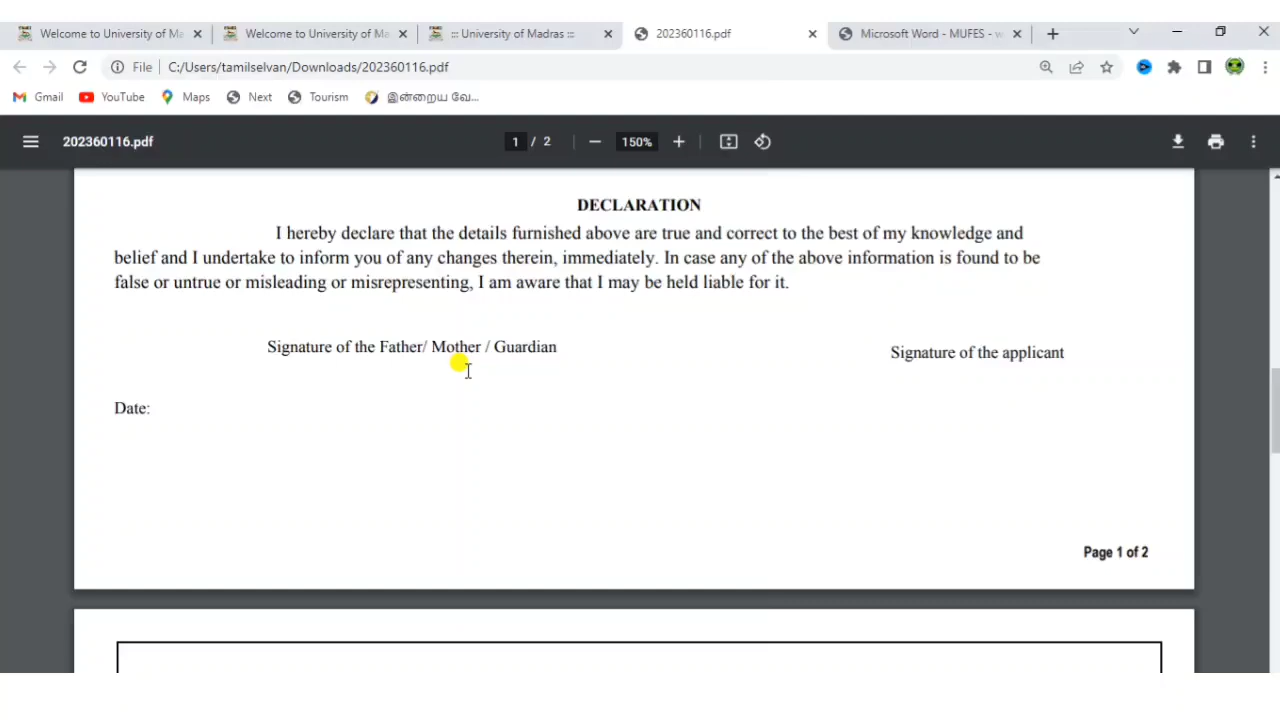 Welcome to University of Ma
Welcome to University of Ma
::: University of Madras :::
202360116.pdf
Microsoft Word - MUFES - w
File
C:/Users/tamilselvan/Downloads/202360116.pdf
Gmail
YouTube
Maps
Next
Tourism
இன்றைய வே...
202360116.pdf
1 / 2
150%
DECLARATION
I hereby declare that the details furnished above are true and correct to the best of my knowledge and
belief and I undertake to inform you of any changes therein, immediately. In case any of the above information is found to be
false or untrue or misleading or misrepresenting, I am aware that I may be held liable for it.
Signature of the Father/ Mother / Guardian
Signature of the applicant
Date:
Page 1 of 2